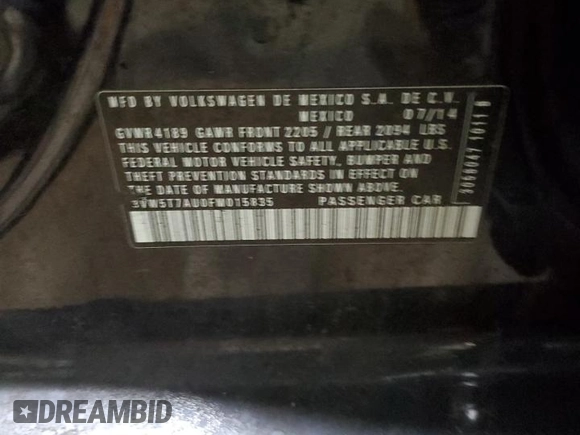 MFD BY VOLKSWAGEN DE MEXICO S.A. DE C.V.
MEXICO 07/14
GVWR4189 GAWR FRONT 2205 / REAR 2094 LBS
THIS VEHICLE CONFORMS TO ALL APPLICABLE U.S.
FEDERAL MOTOR VEHICLE SAFETY, BUMPER AND
THEFT PREVENTION STANDARDS IN EFFECT ON
THE DATE OF MANUFACTURE SHOWN ABOVE.
3VW5T7AU0FM015835 PASSENGER CAR
DREAMBID